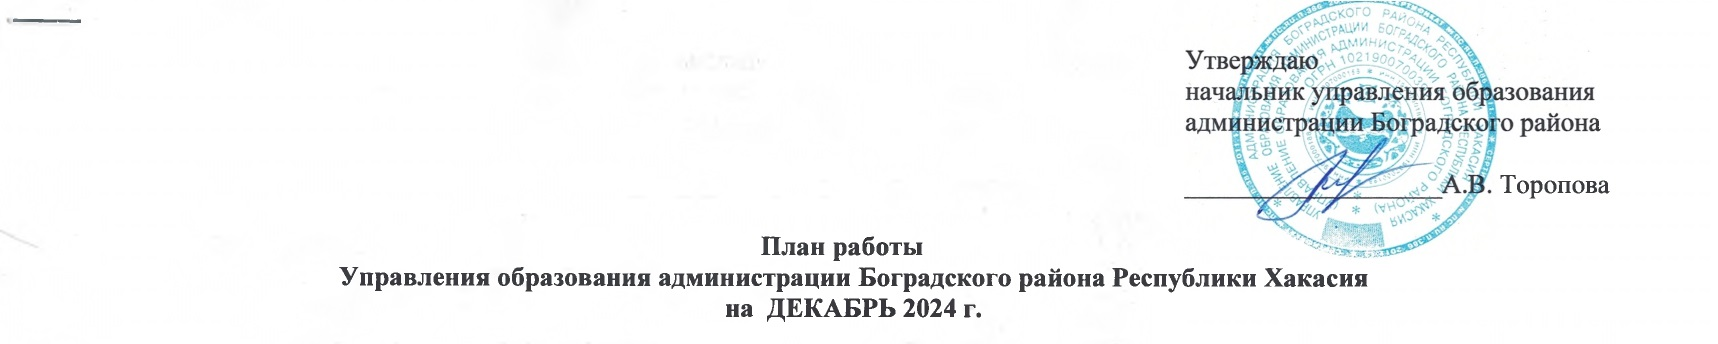 Утверждаю
начальник управления образования
администрации Боградского района
А.В. Торопова
План работы
Управления образования администрации Боградского района Республики Хакасия
на ДЕКАБРЬ 2024 г.